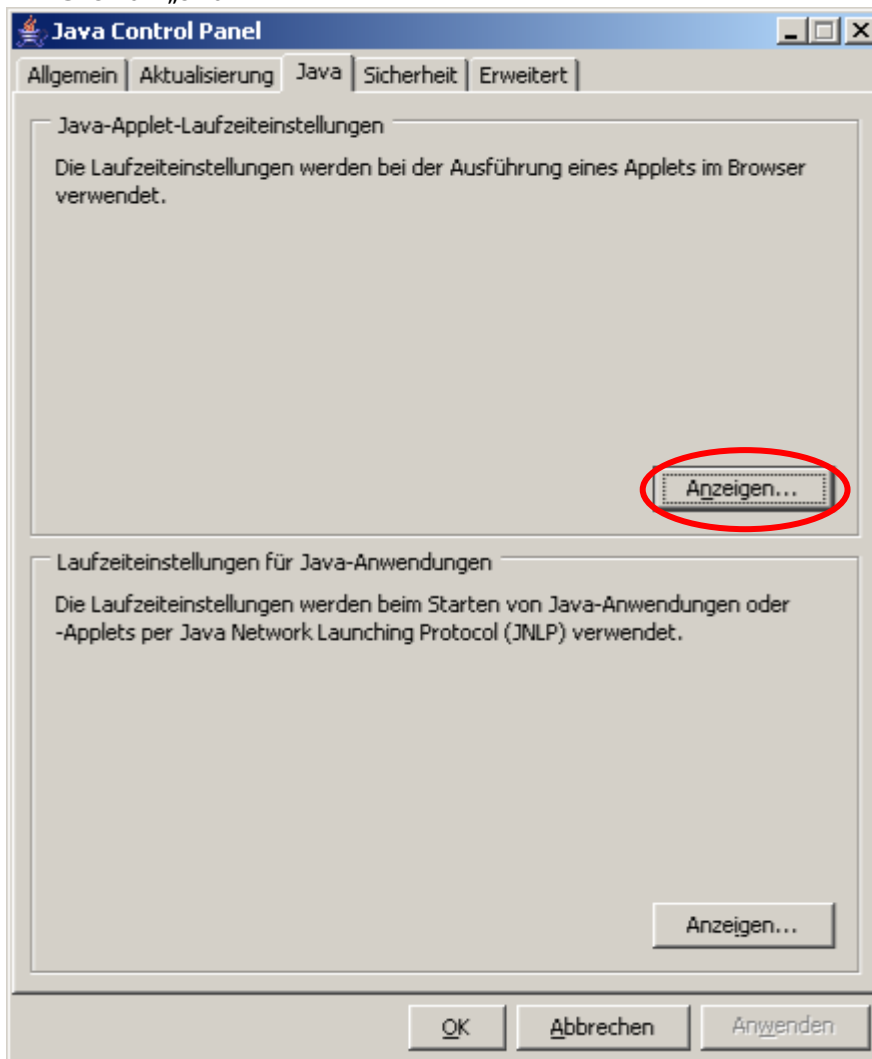 Java Control Panel
Allgemein Aktualisierung Java Sicherheit Erweitert
Java-Applet-Laufzeiteinstellungen
Die Laufzeiteinstellungen werden bei der Ausführung eines Applets im Browser
verwendet.
Anzeigen...
Laufzeiteinstellungen für Java-Anwendungen
Die Laufzeiteinstellungen werden beim Starten von Java-Anwendungen oder
-Applets per Java Network Launching Protocol (JNLP) verwendet.
Anzeigen...
OK Abbrechen Anwenden